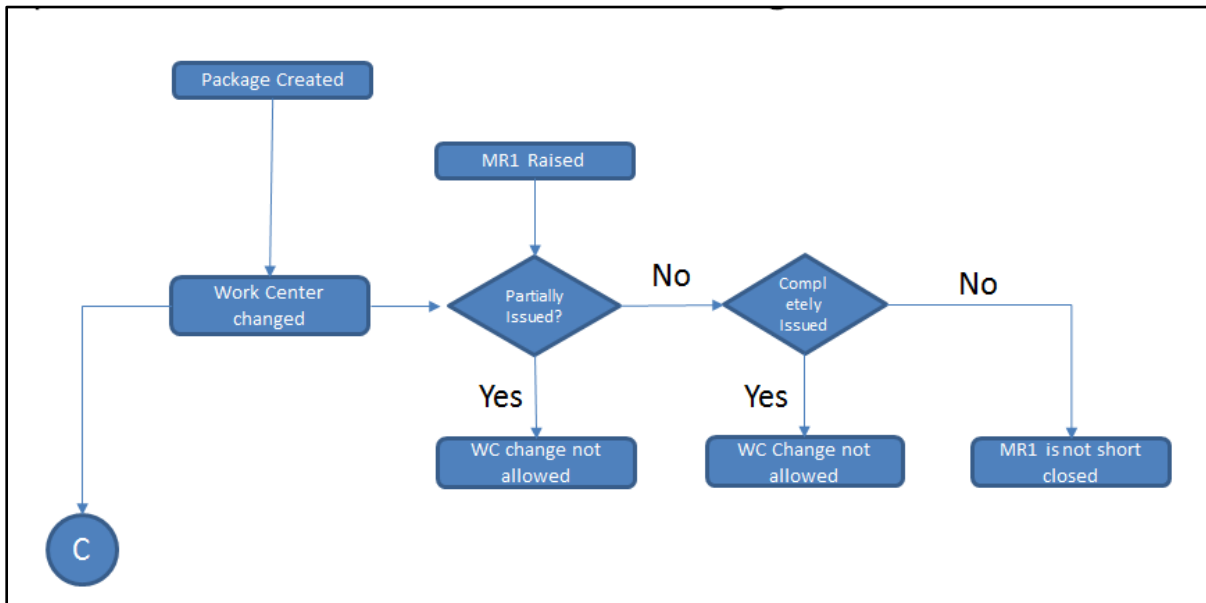 Package Created
MR1 Raised
Work Center
changed
Partially
Issued?
No
Compl
etely
Issued
No
Yes
Yes
WC change not
allowed
WC Change not
allowed
MR1 is not short
closed
C